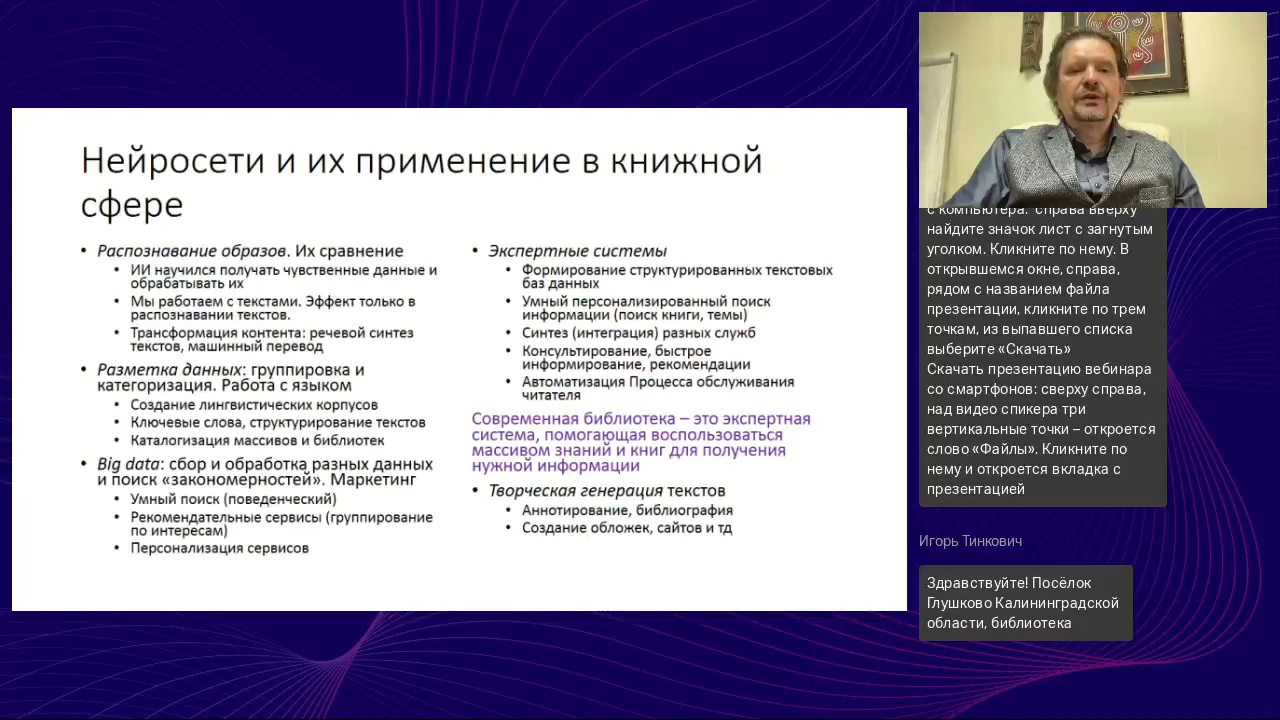 Нейросети и их применение в книжной
сфере
• Распознавание образов. Их сравнение
• ИИ научился получать чувственные данные и
обрабатывать их
• Мы работаем с текстами. Эффект только в
распознавании текстов.
• Трансформация контента: речевой синтез
текстов, машинный перевод
• Разметка данных: группировка и
категоризация. Работа с языком
• Создание лингвистических корпусов
• Ключевые слова, структурирование текстов
• Каталогизация массивов и библиотек
• Big data: сбор и обработка разных данных
и поиск «закономерностей». Маркетинг
• Умный поиск (поведенческий)
• Рекомендательные сервисы (группирование
по интересам)
• Персонализация сервисов
• Экспертные системы
• Формирование структурированных текстовых
баз данных
• Умный персонализированный поиск
информации (поиск книги, темы)
• Синтез (интеграция) разных служб
• Консультирование, быстрое
информирование, рекомендации
• Автоматизация Процесса обслуживания
читателя
Современная библиотека – это экспертная
система, помогающая воспользоваться
массивом знаний и книг для получения
нужной информации
• Творческая генерация текстов
• Аннотирование, библиография
• Создание обложек, сайтов и тд
с компьютера: справа вверху
найдите значок лист с загнутым
уголком. Кликните по нему. В
открывшемся окне, справа,
рядом с названием файла
презентации, кликните по трем
точкам, из выпавшего списка
выберите «Скачать»
Скачать презентацию вебинара
со смартфонов: сверху справа,
над видео спикера три
вертикальные точки – откроется
слово «Файлы». Кликните по
нему и откроется вкладка с
презентацией
Игорь Тинкович
Здравствуйте! Посёлок
Глушково Калининградской
области, библиотека